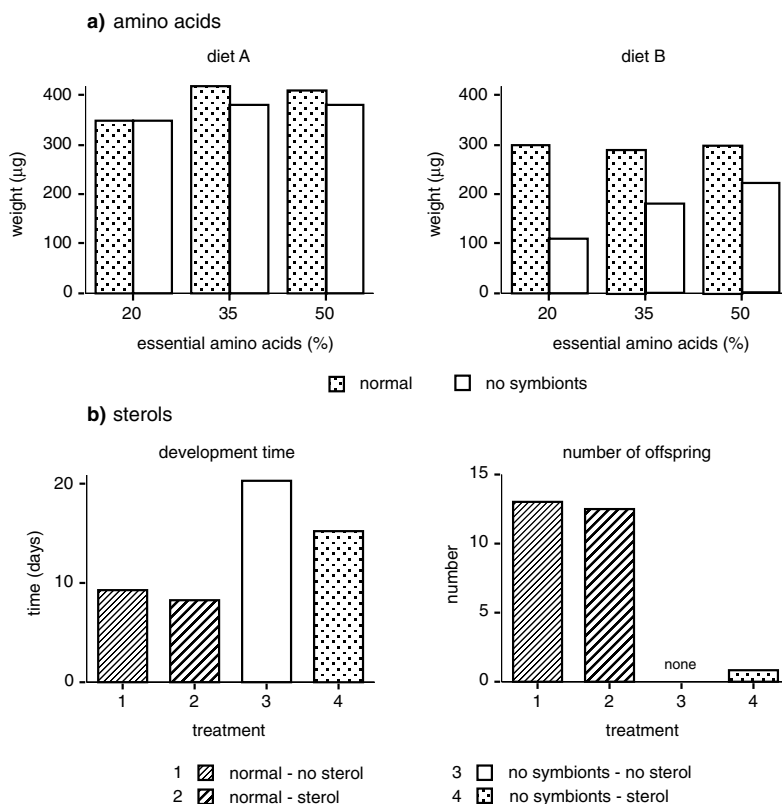 a) amino acids
diet A
diet B
400
300
200
100
0
weight (µg)
20 35 50
essential amino acids (%)
400
300
200
100
0
weight (µg)
20 35 50
essential amino acids (%)
normal
no symbionts
b) sterols
development time
number of offspring
20
10
0
time (days)
1 2 3 4
treatment
15
10
5
0
number
none
1 2 3 4
treatment
1 normal - no sterol
2 normal - sterol
3 no symbionts - no sterol
4 no symbionts - sterol